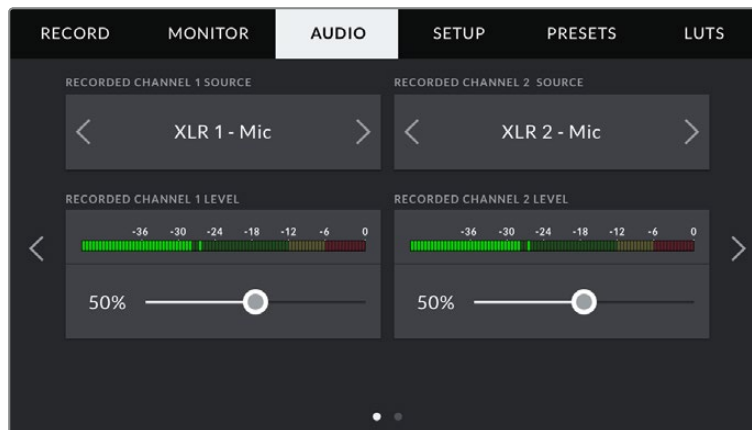 RECORD MONITOR AUDIO SETUP PRESETS LUTS
RECORDED CHANNEL 1 SOURCE RECORDED CHANNEL 2 SOURCE
XLR 1 - Mic XLR 2 - Mic
RECORDED CHANNEL 1 LEVEL RECORDED CHANNEL 2 LEVEL
-36 -30 -24 -18 -12 -6 0 -36 -30 -24 -18 -12 -6 0
50% 50%